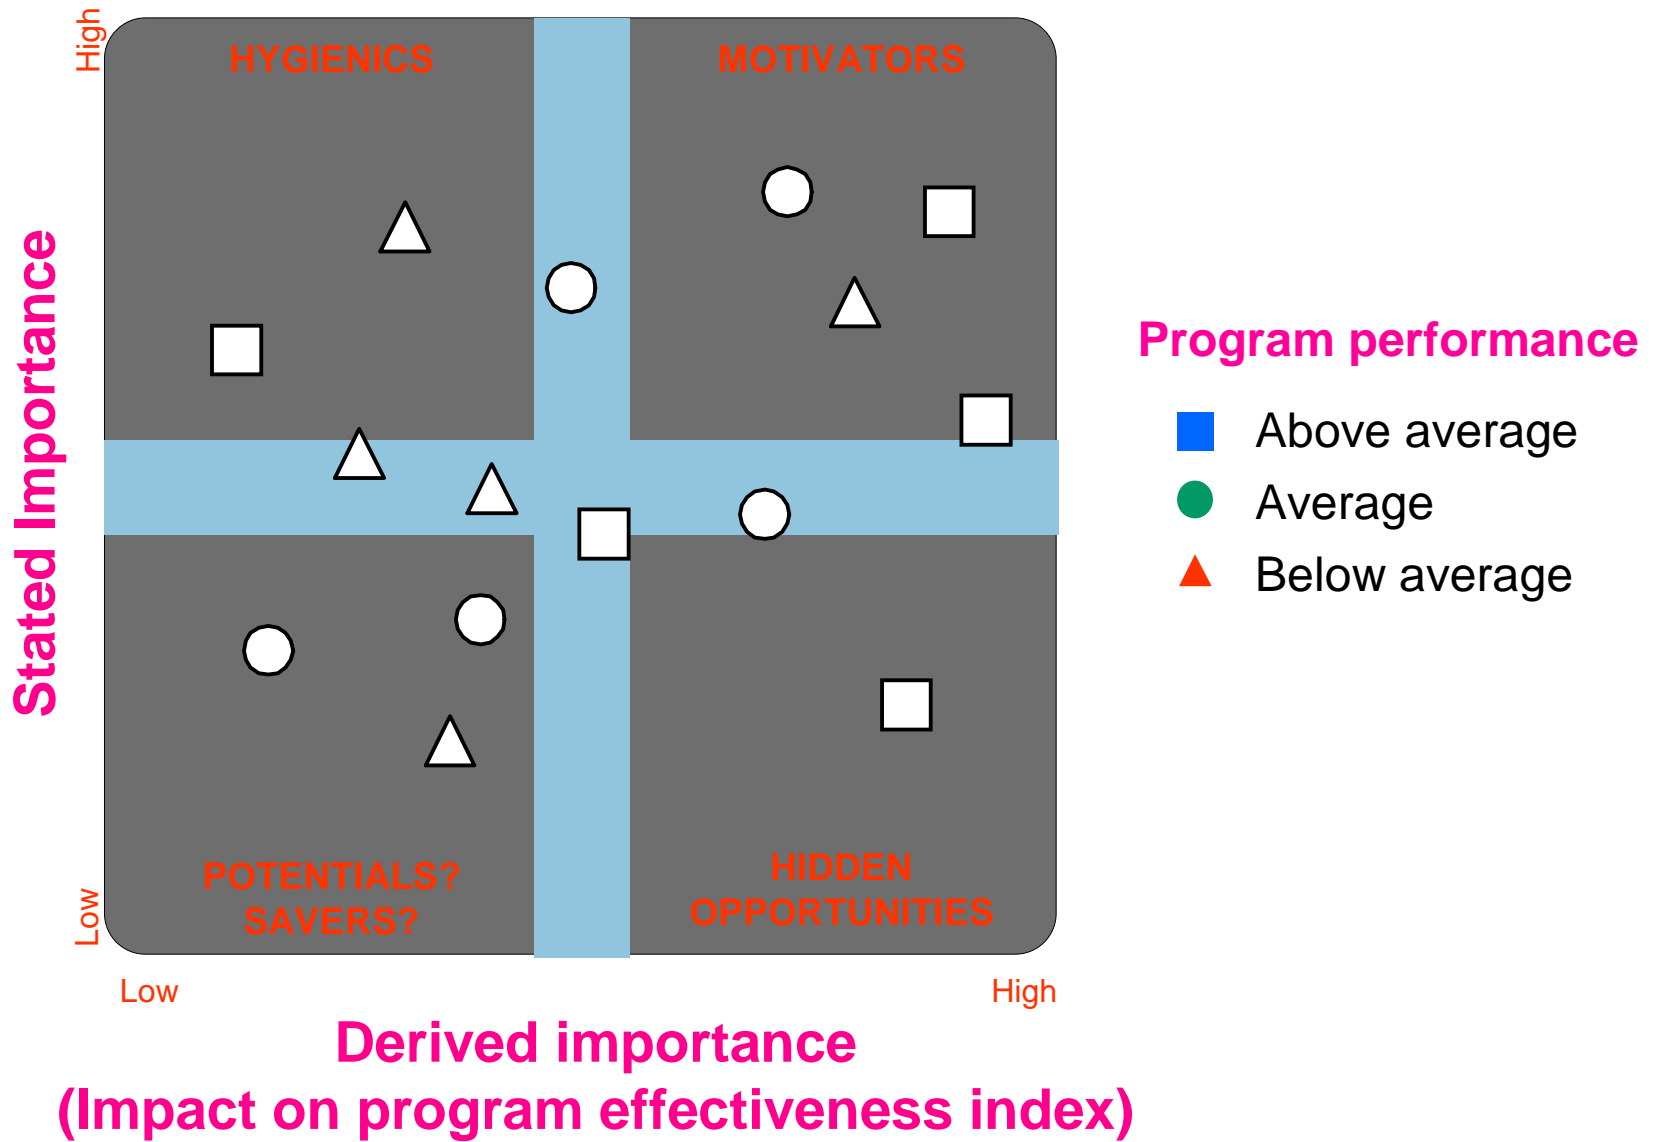 High
HYGIENICS
MOTIVATORS
Stated Importance
Program performance
Above average
Average
Below average
POTENTIALS?
SAVERS?
HIDDEN
OPPORTUNITIES
Low
Low
High
Derived importance
(Impact on program effectiveness index)